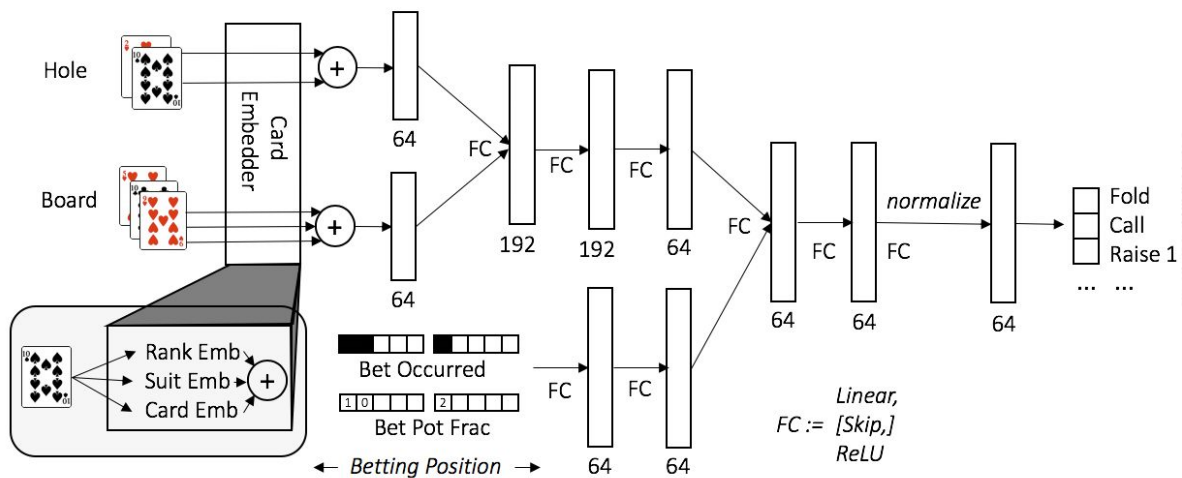 Hole
Card
Embedder
+
64
FC
192
FC
192
FC
64
Board
+
64
FC
64
FC
64
normalize
FC
64
Fold
Call
Raise 1
... ...
10
Rank Emb
Suit Emb
Card Emb
+
Bet Occurred
1 0
2
Bet Pot Frac
Betting Position
FC
64
FC
64
Linear,
FC := [Skip,]
ReLU